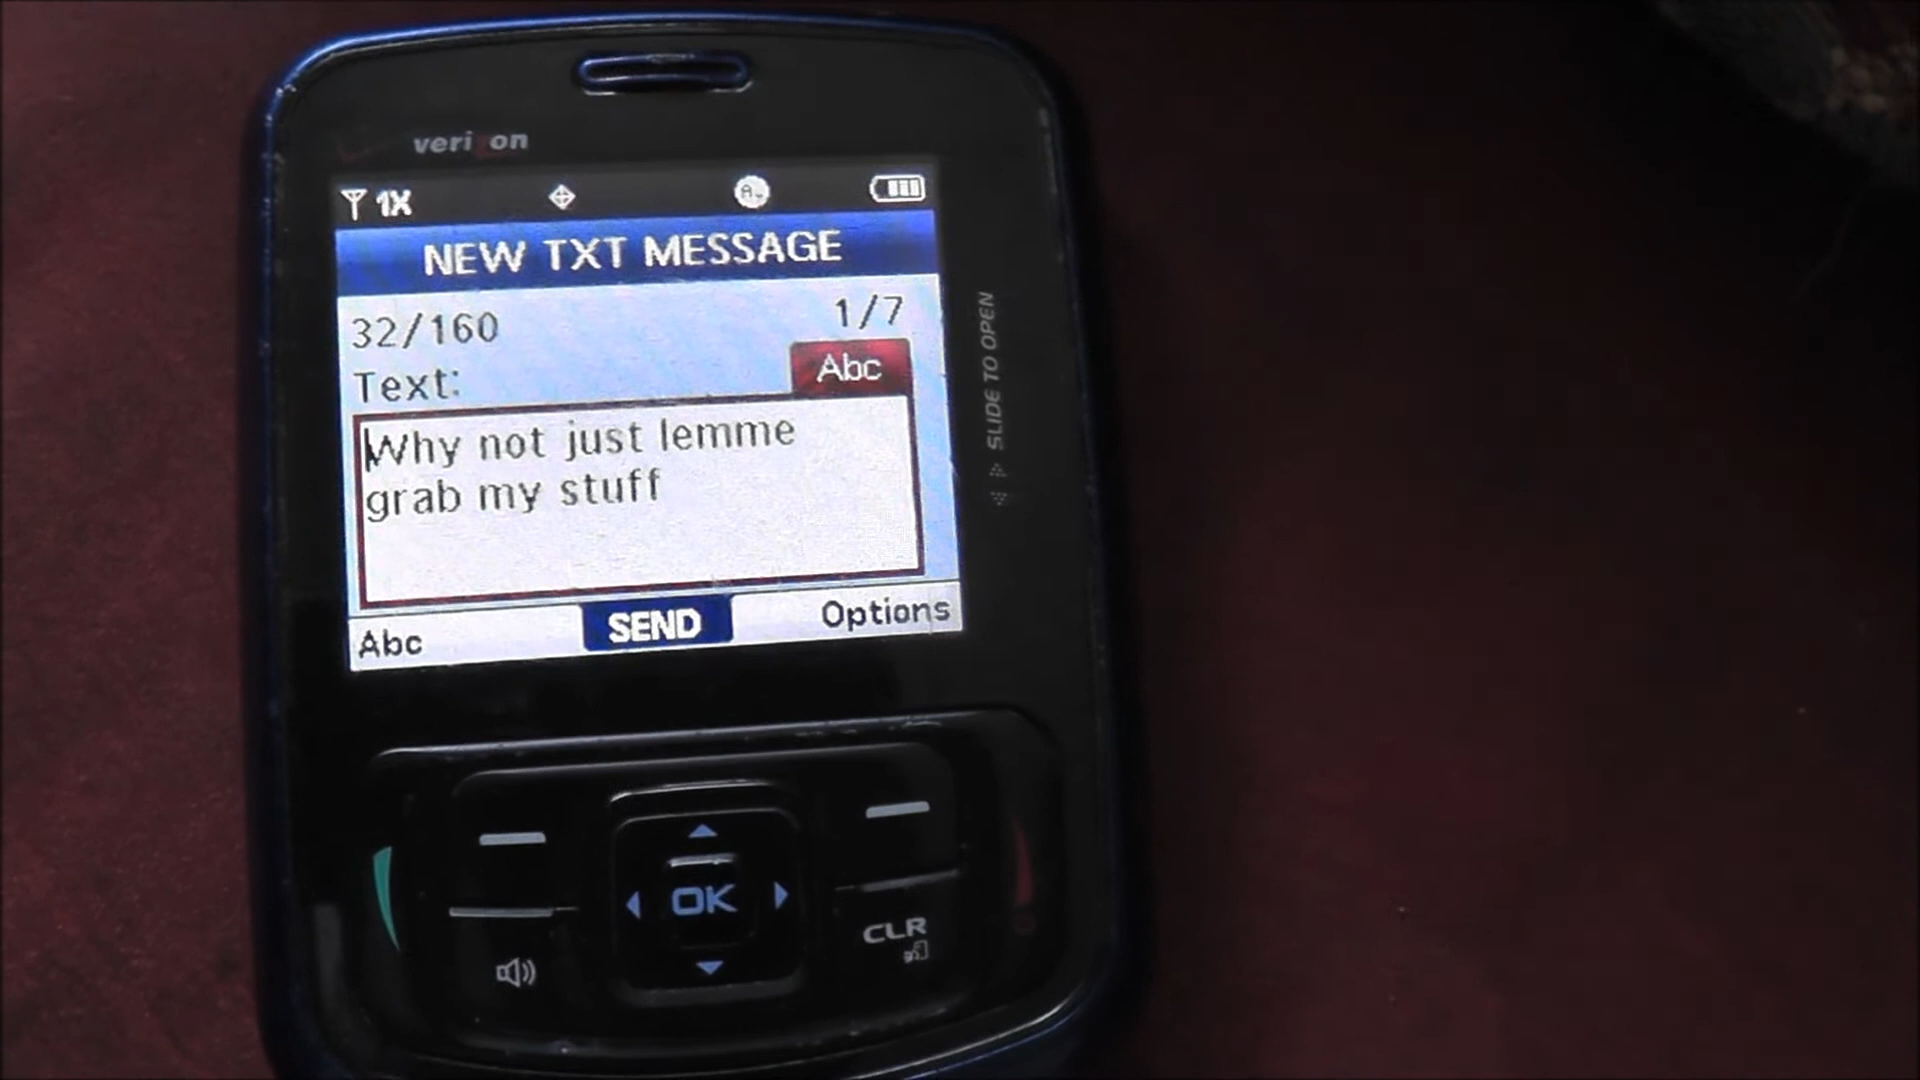 verizon
1X
NEW TXT MESSAGE
32/160 1/7
Text: Abc
Why not just lemme
grab my stuff
Abc SEND Options
SLIDE TO OPEN
OK
CLR